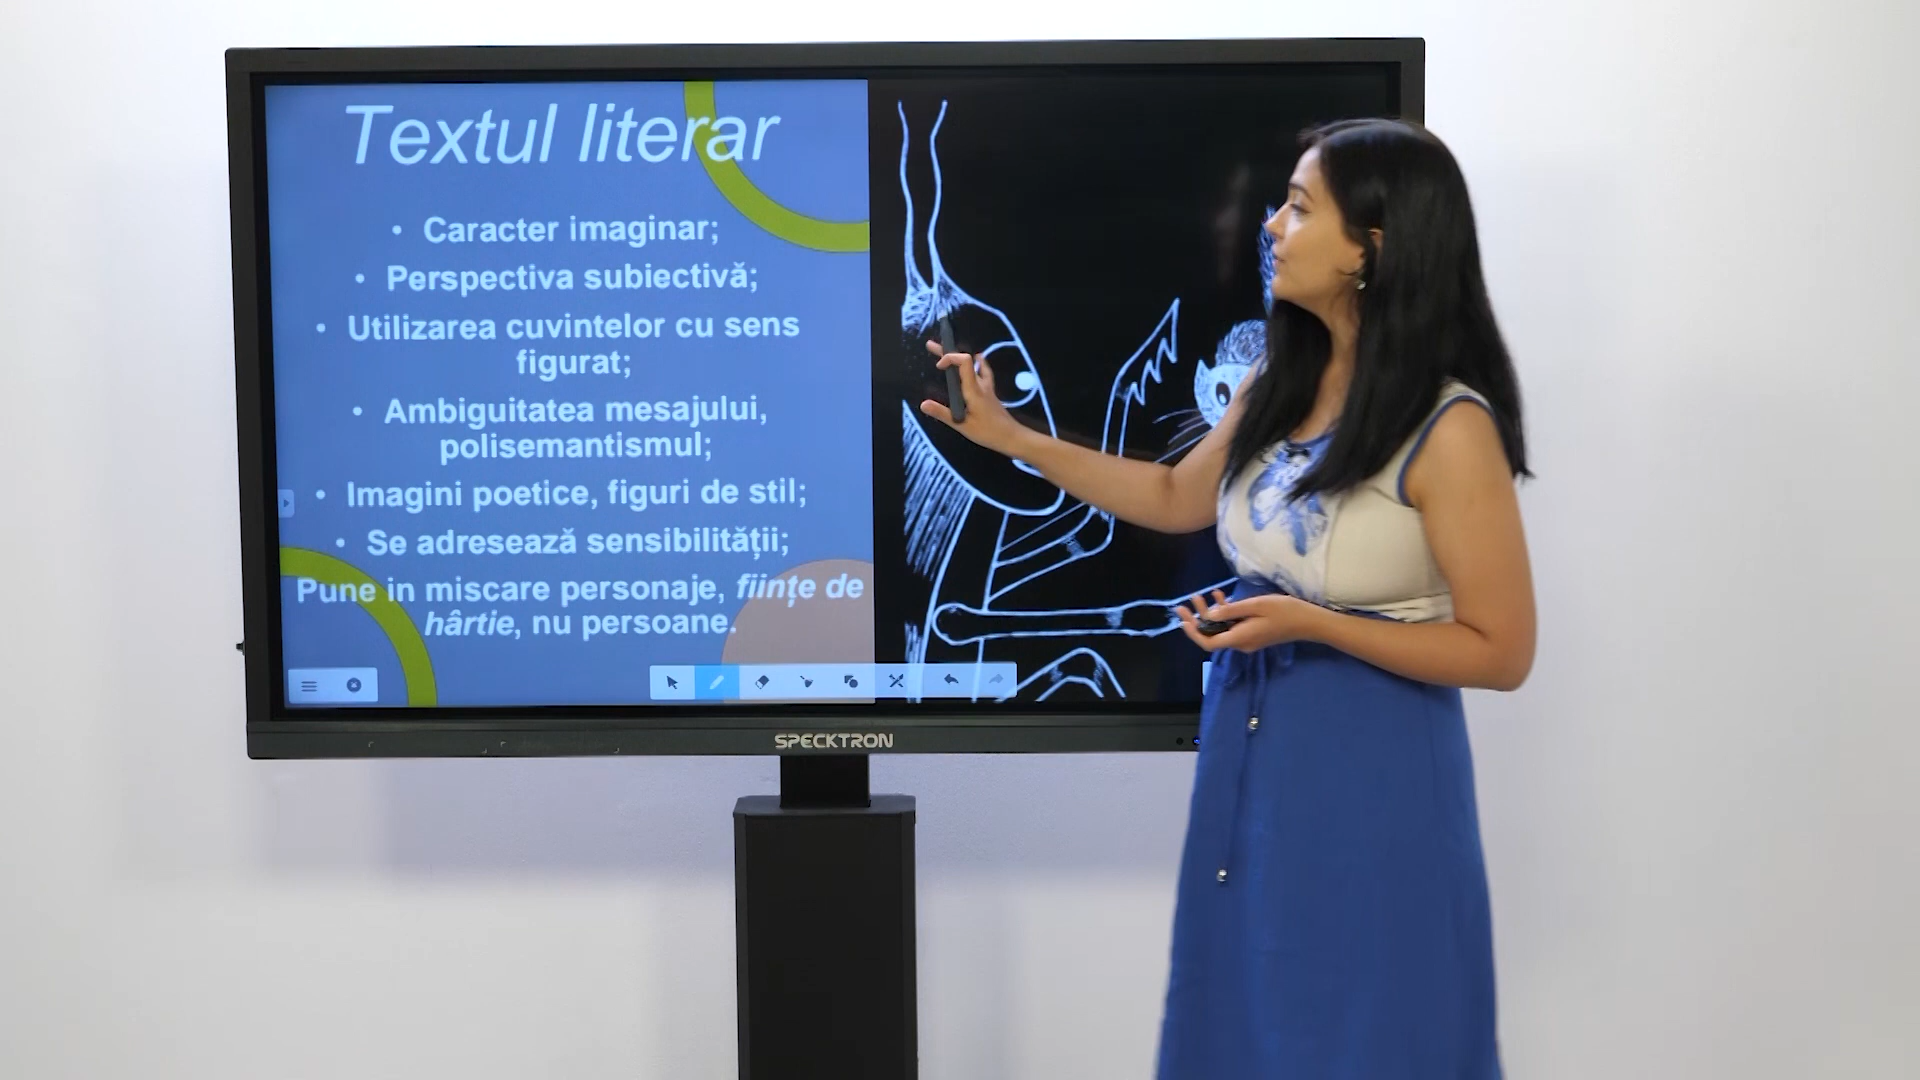 Textul literar
• Caracter imaginar;
• Perspectiva subiectivă;
• Utilizarea cuvintelor cu sens
figurat;
• Ambiguitatea mesajului,
polisemantismul;
• Imagini poetice, figuri de stil;
• Se adresează sensibilității;
Pune in miscare personaje, ființe de
hârtie, nu persoane.
SPECKTRON